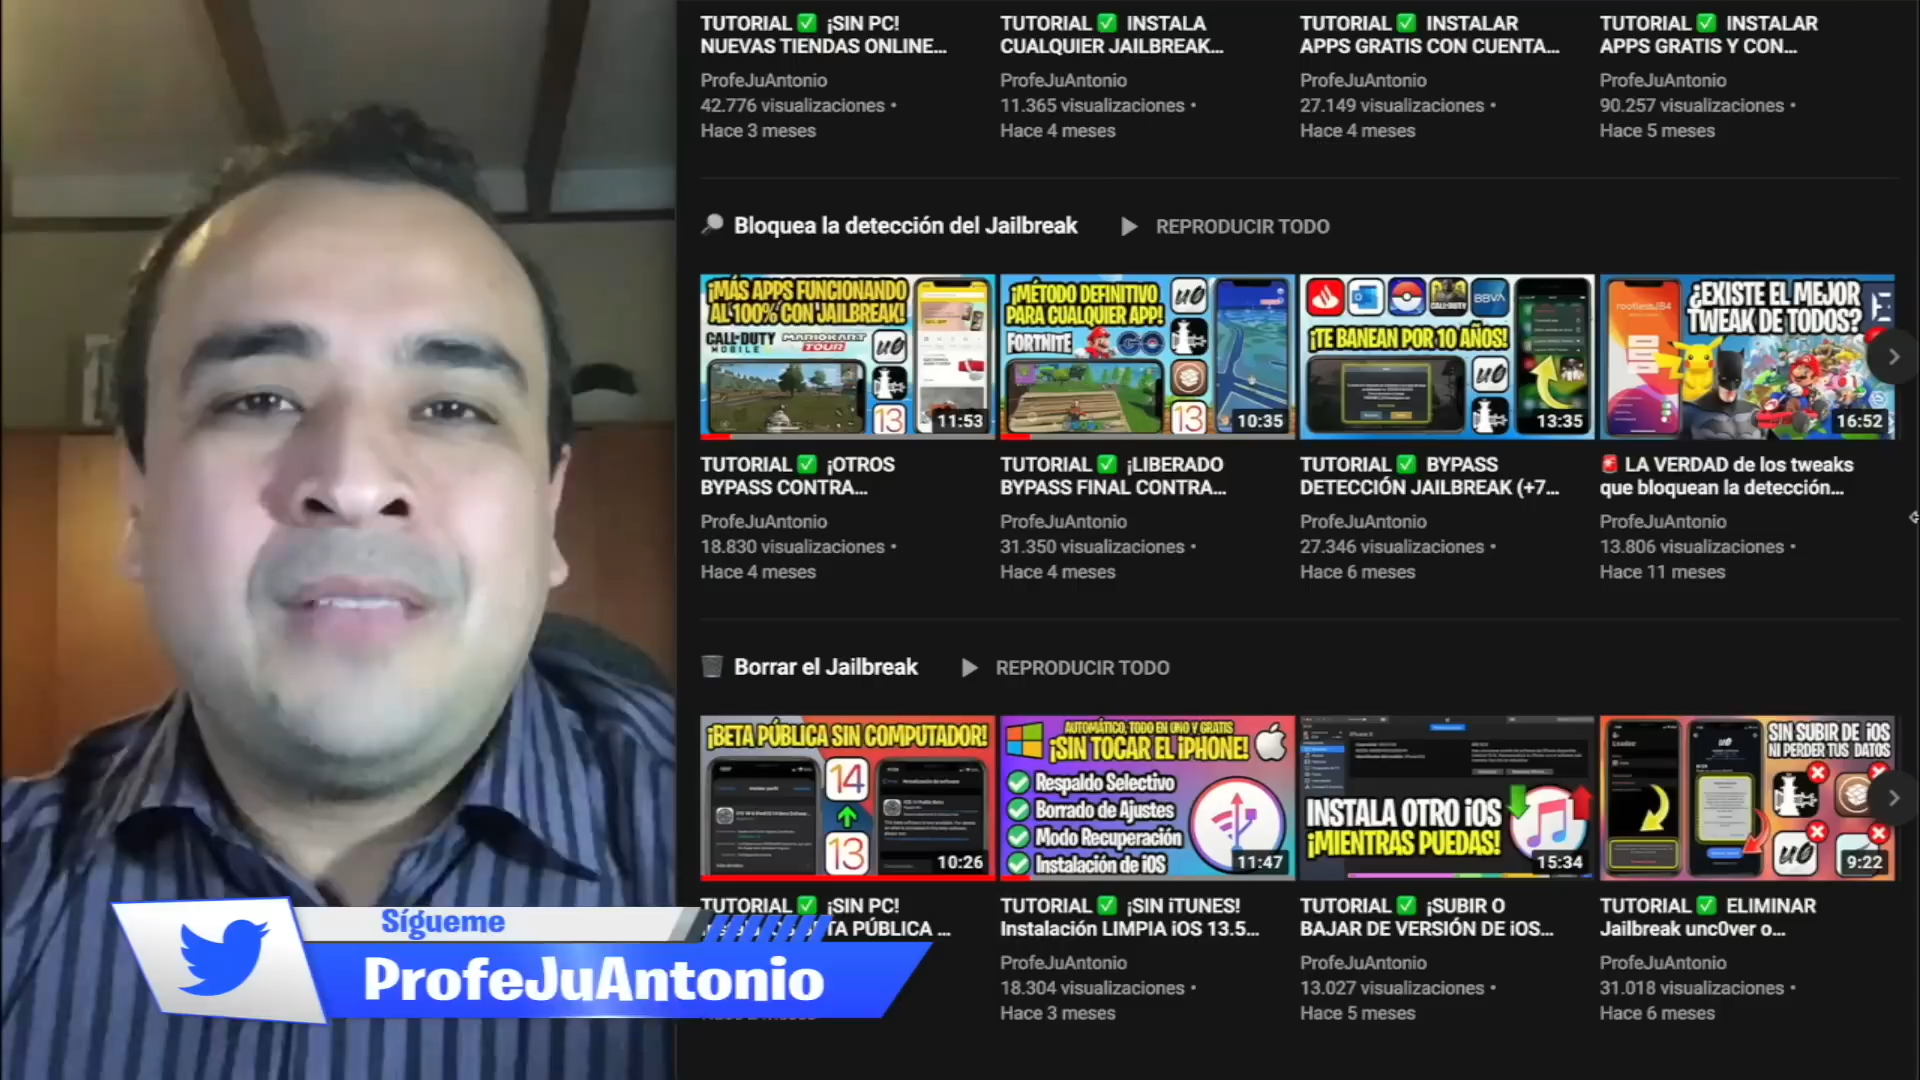 TUTORIAL ✅ ¡SIN PC!
NUEVAS TIENDAS ONLINE...
ProfeJuAntonio
42.776 visualizaciones •
Hace 3 meses
TUTORIAL ✅ INSTALA
CUALQUIER JAILBREAK...
ProfeJuAntonio
11.365 visualizaciones •
Hace 4 meses
TUTORIAL ✅ INSTALAR
APPS GRATIS CON CUENTA...
ProfeJuAntonio
27.149 visualizaciones •
Hace 4 meses
TUTORIAL ✅ INSTALAR
APPS GRATIS Y CON...
ProfeJuAntonio
90.257 visualizaciones •
Hace 5 meses
Bloquea la detección del Jailbreak
REPRODUCIR TODO
¡MÁS APPS FUNCIONANDO
AL 100% CON JAILBREAK!
CALL OF DUTY
MOBILE
MARIOKART
TOUR
13
11:53
TUTORIAL ✅ ¡OTROS
BYPASS CONTRA...
ProfeJuAntonio
18.830 visualizaciones •
Hace 4 meses
¡MÉTODO DEFINITIVO
PARA CUALQUIER APP!
FORTNITE
GO
13
10:35
TUTORIAL ✅ ¡LIBERADO
BYPASS FINAL CONTRA...
ProfeJuAntonio
31.350 visualizaciones •
Hace 4 meses
BBVA
¡TE BANEAN POR 10 AÑOS!
13:35
TUTORIAL ✅ BYPASS
DETECCIÓN JAILBREAK (+7...
ProfeJuAntonio
27.346 visualizaciones •
Hace 6 meses
rootlessJB4
¿EXISTE EL MEJOR
TWEAK DE TODOS?
16:52
🚨 LA VERDAD de los tweaks
que bloquean la detección...
ProfeJuAntonio
13.806 visualizaciones •
Hace 11 meses
Borrar el Jailbreak
REPRODUCIR TODO
¡BETA PÚBLICA SIN COMPUTADOR!
14
13
10:26
TUTORIAL ✅ ¡SIN PC!
TA PÚBLICA ...
AUTOMÁTICO, TODO EN UNO Y GRATIS
¡SIN TOCAR EL iPHONE!
Respaldo Selectivo
Borrado de Ajustes
Modo Recuperación
Instalación de iOS
11:47
TUTORIAL ✅ ¡SIN iTUNES!
Instalación LIMPIA iOS 13.5...
ProfeJuAntonio
18.304 visualizaciones •
Hace 3 meses
INSTALA OTRO iOS
¡MIENTRAS PUEDAS!
15:34
TUTORIAL ✅ ¡SUBIR O
BAJAR DE VERSIÓN DE iOS...
ProfeJuAntonio
13.027 visualizaciones •
Hace 5 meses
SIN SUBIR DE iOS
NI PERDER TUS DATOS
9:22
TUTORIAL ✅ ELIMINAR
Jailbreak unc0ver o...
ProfeJuAntonio
31.018 visualizaciones •
Hace 6 meses
Sígueme
ProfeJuAntonio